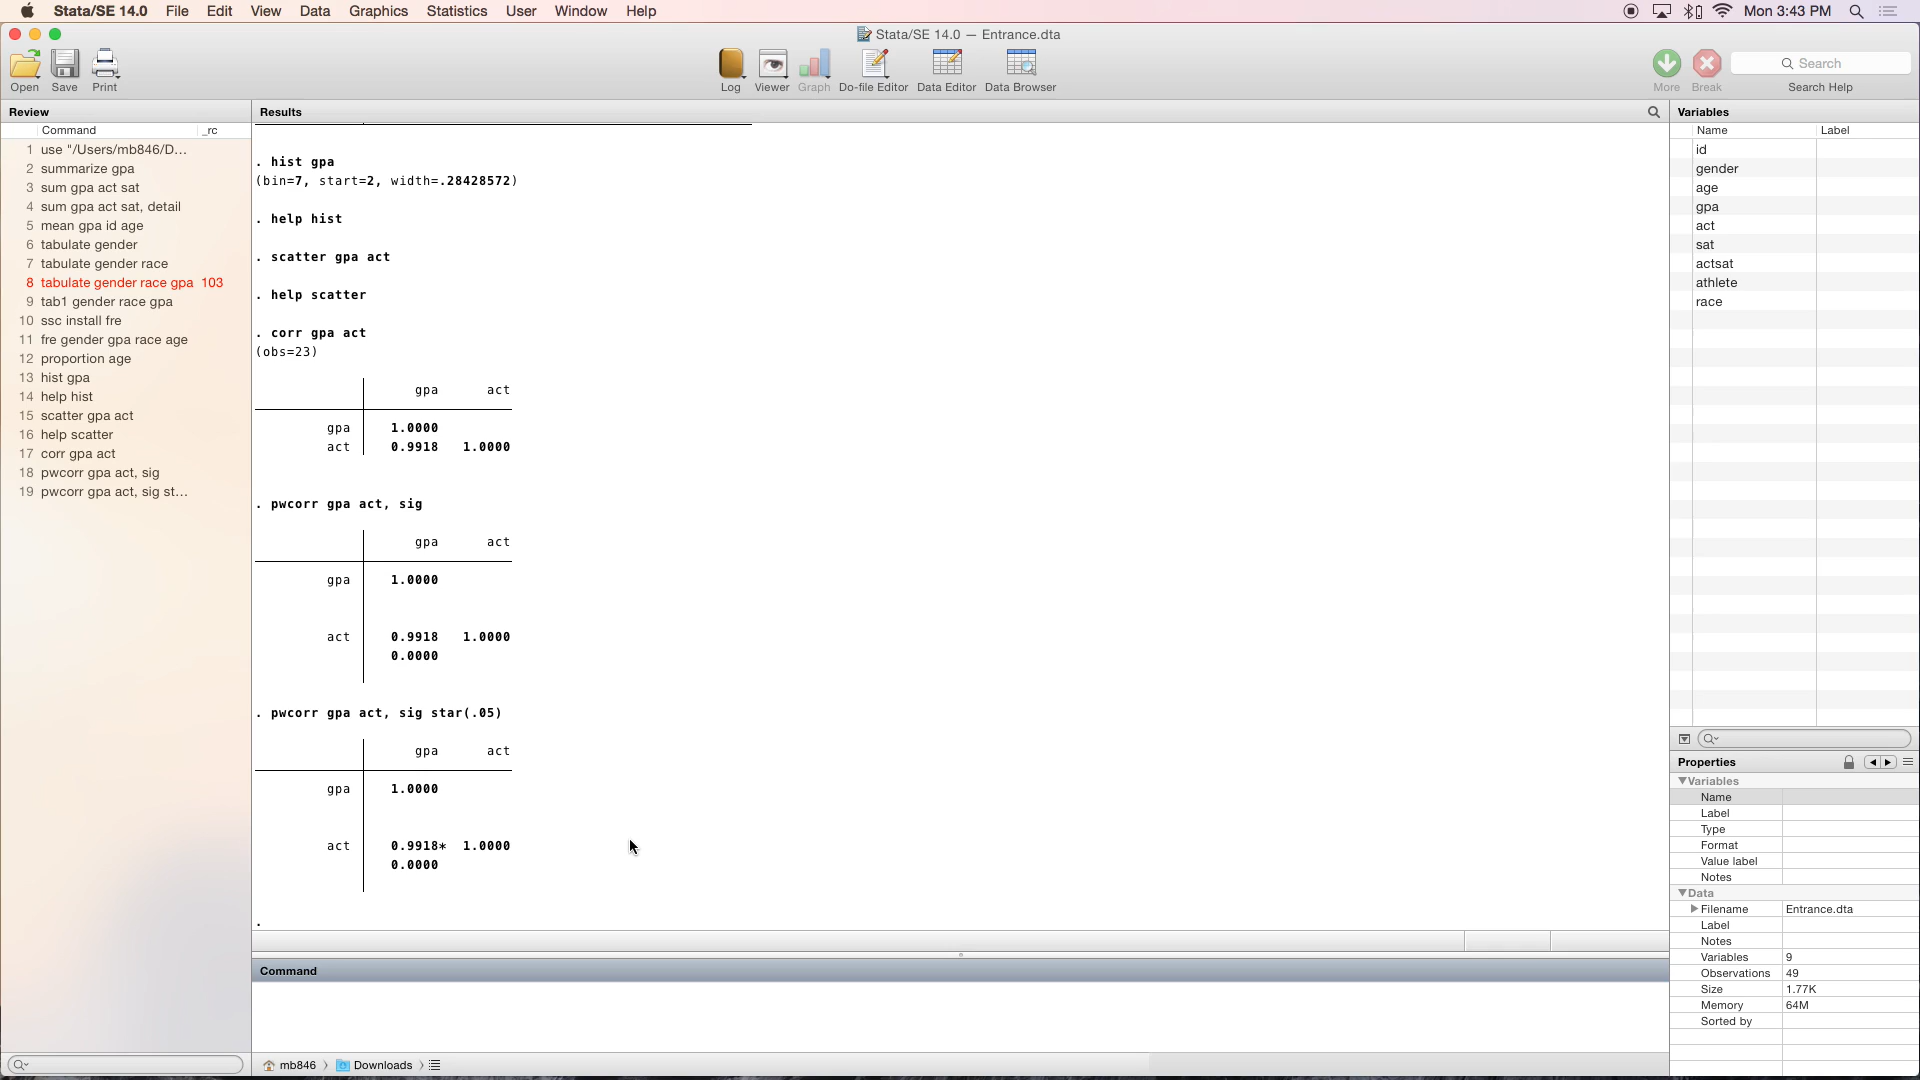 Stata/SE 14.0 File Edit View Data Graphics Statistics User Window Help Mon 3:43 PM
Stata/SE 14.0 — Entrance.dta
Open Save Print Log Viewer Graph Do-file Editor Data Editor Data Browser More Break Search
Search Help
Review
Command _rc
1 use "/Users/mb846/D...
2 summarize gpa
3 sum gpa act sat
4 sum gpa act sat, detail
5 mean gpa id age
6 tabulate gender
7 tabulate gender race
8 tabulate gender race gpa 103
9 tab1 gender race gpa
10 ssc install fre
11 fre gender gpa race age
12 proportion age
13 hist gpa
14 help hist
15 scatter gpa act
16 help scatter
17 corr gpa act
18 pwcorr gpa act, sig
19 pwcorr gpa act, sig st...
Results
. hist gpa
(bin=7, start=2, width=.28428572)
. help hist
. scatter gpa act
. help scatter
. corr gpa act
(obs=23)
gpa act
gpa 1.0000
act 0.9918 1.0000
. pwcorr gpa act, sig
gpa act
gpa 1.0000
act 0.9918 1.0000
0.0000
. pwcorr gpa act, sig star(.05)
gpa act
gpa 1.0000
act 0.9918* 1.0000
0.0000
.
Command
mb846 Downloads
Variables
Name Label
id
gender
age
gpa
act
sat
actsat
athlete
race
Properties
Variables
Name
Label
Type
Format
Value label
Notes
Data
Filename Entrance.dta
Label
Notes
Variables 9
Observations 49
Size 1.77K
Memory 64M
Sorted by